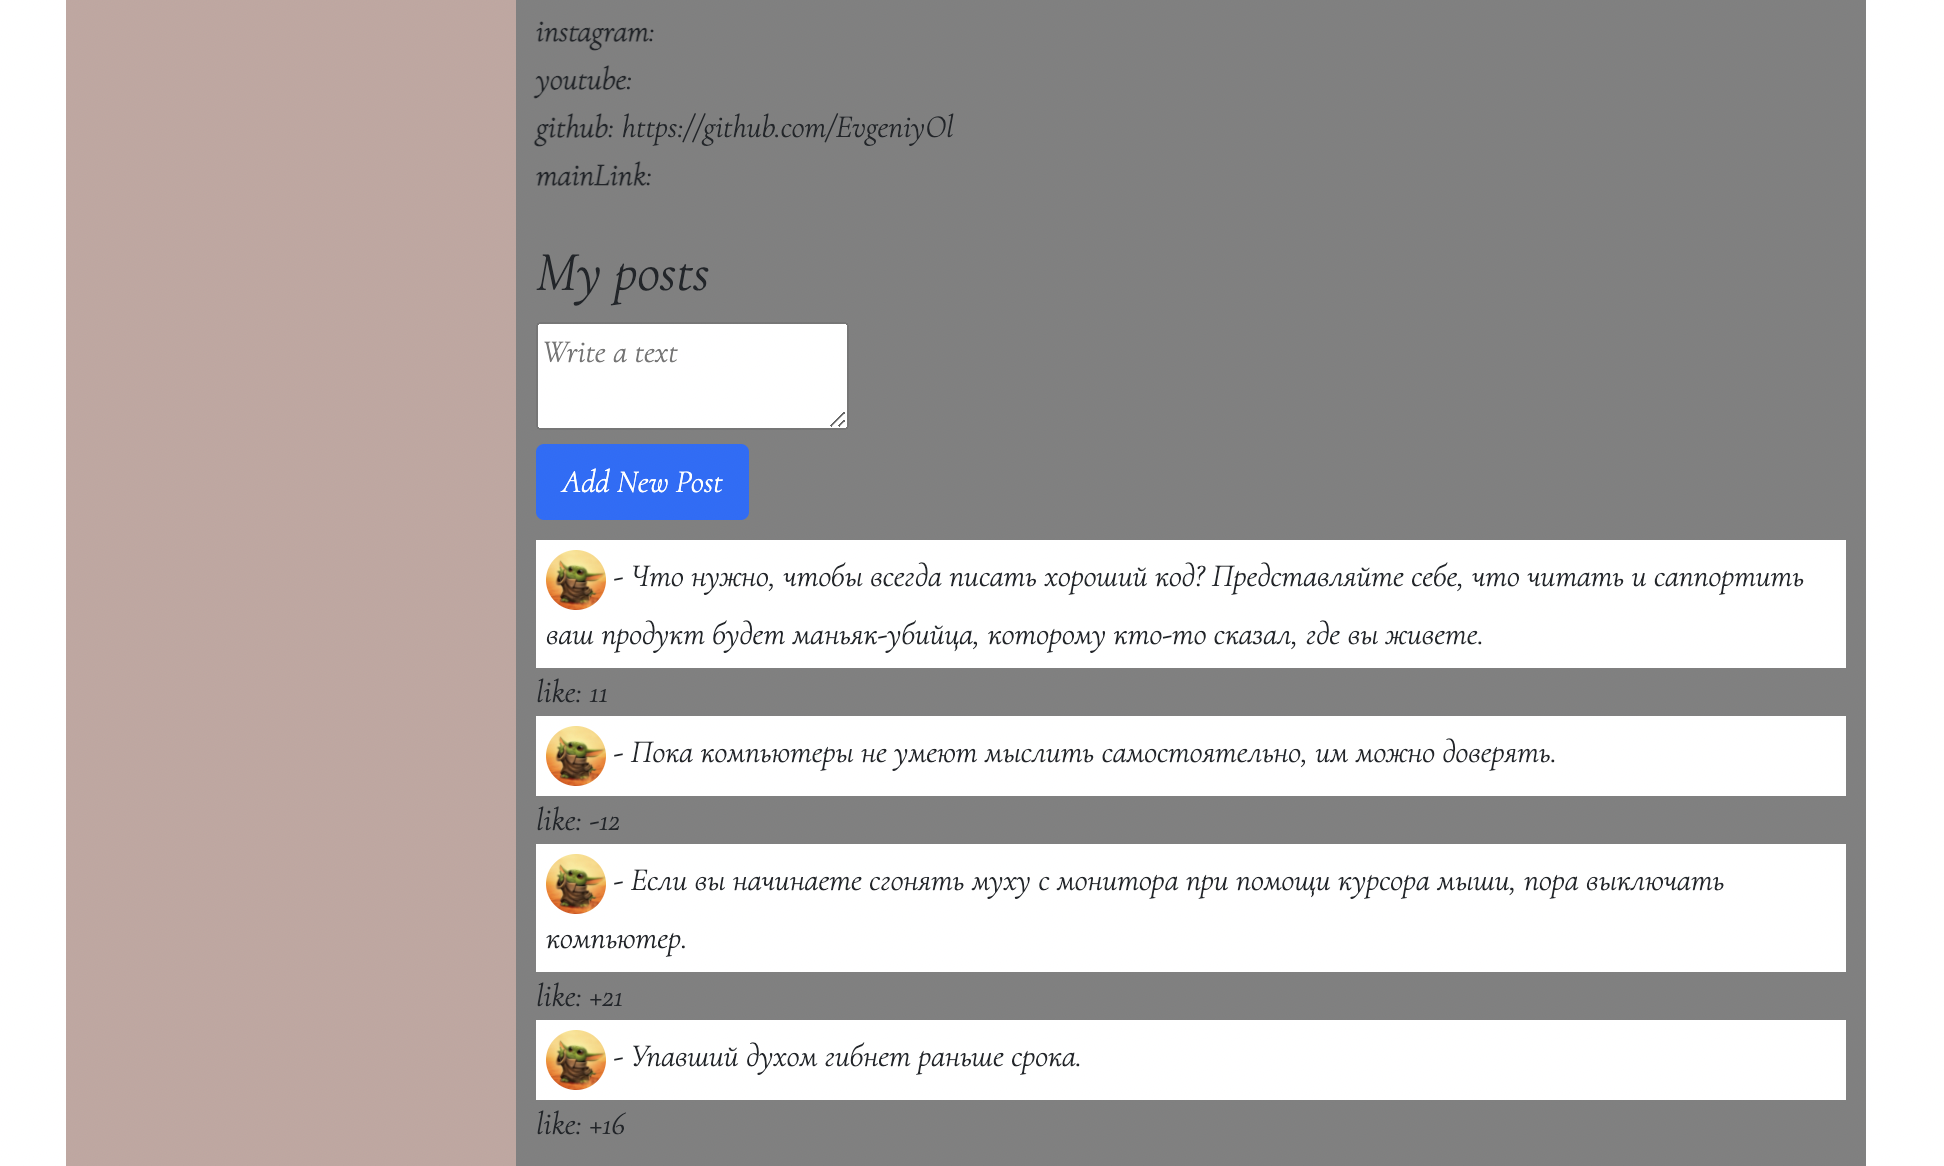 instagram:
youtube:
github: https://github.com/EvgeniyOl
mainLink:
My posts
Write a text
Add New Post
- Что нужно, чтобы всегда писать хороший код? Представляйте себе, что читать и саппортить
ваш продукт будет маньяк-убийца, которому кто-то сказал, где вы живете.
like: 11
- Пока компьютеры не умеют мыслить самостоятельно, им можно доверять.
like: -12
- Если вы начинаете сгонять муху с монитора при помощи курсора мыши, пора выключать
компьютер.
like: +21
- Упавший духом гибнет раньше срока.
like: +16